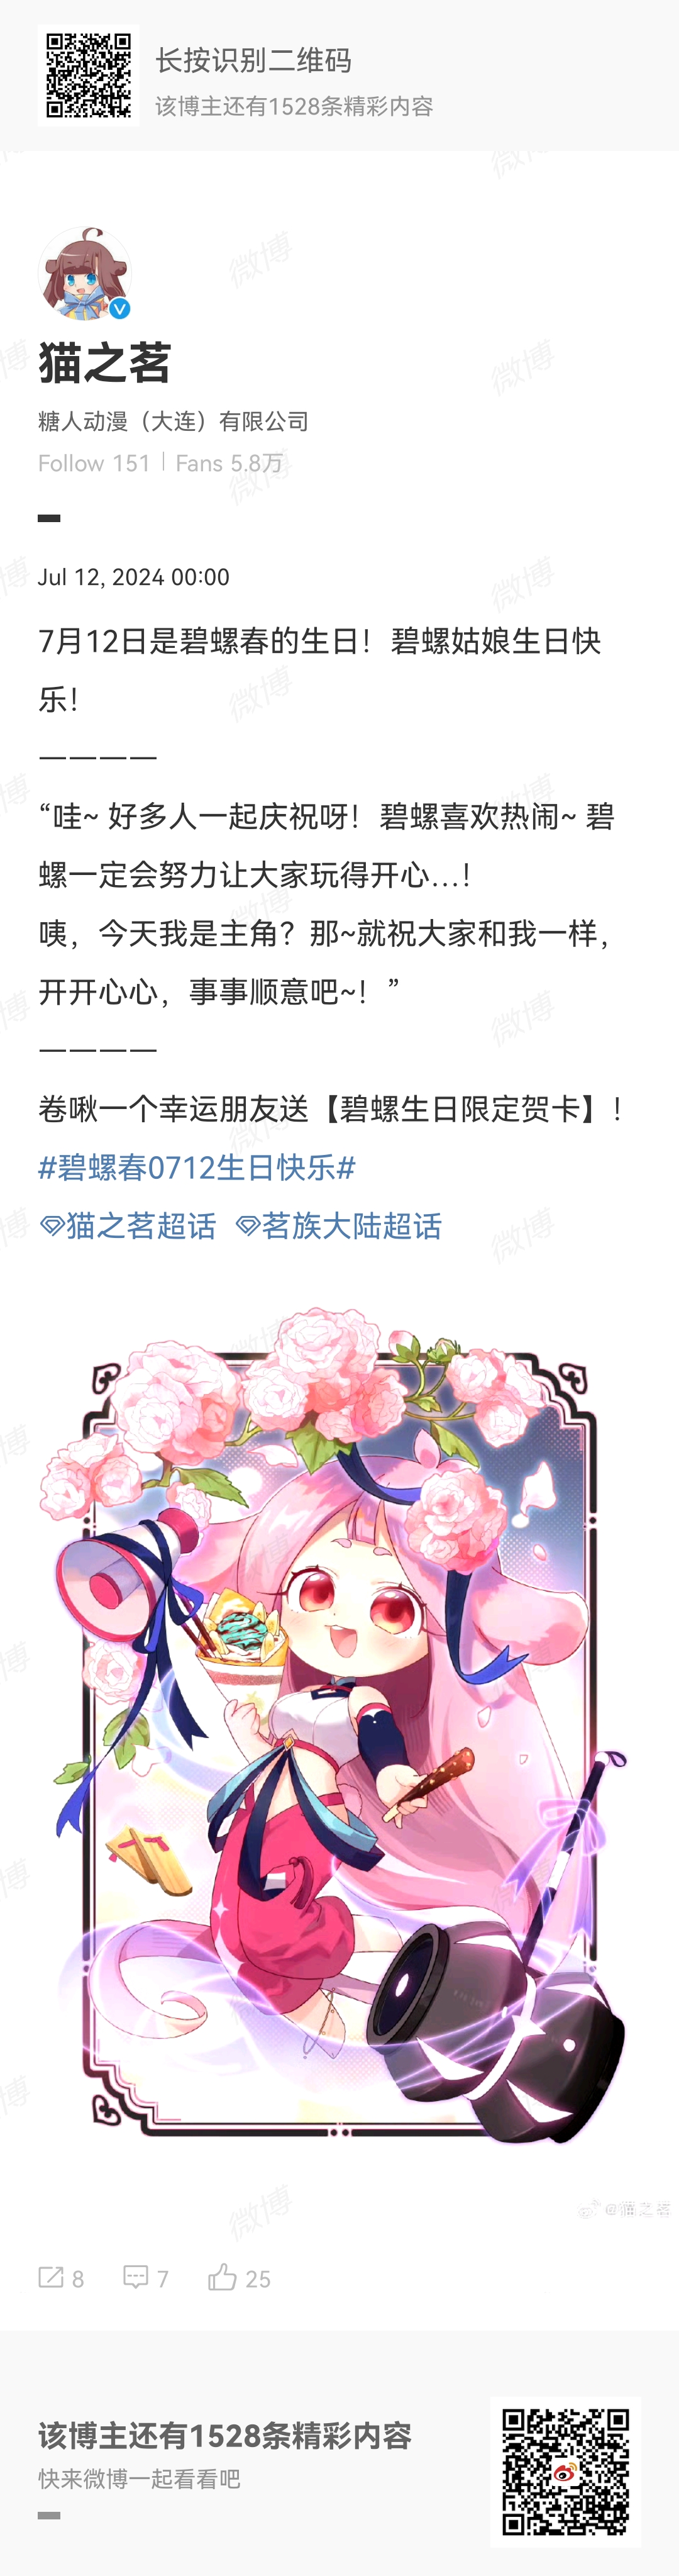 长按识别二维码
该博主还有1528条精彩内容
猫之茗
糖人动漫（大连）有限公司
Follow 151 | Fans 5.8万
Jul 12, 2024 00:00
7月12日是碧螺春的生日！碧螺姑娘生日快
乐！
————
“哇~ 好多人一起庆祝呀！碧螺喜欢热闹~ 碧
螺一定会努力让大家玩得开心...！
咦，今天我是主角？那~就祝大家和我一样，
开开心心，事事顺意吧~！”
————
卷啾一个幸运朋友送【碧螺生日限定贺卡】！
#碧螺春0712生日快乐#
猫之茗超话 茗族大陆超话
@猫之茗
8 7 25
该博主还有1528条精彩内容
快来微博一起看看吧
微博